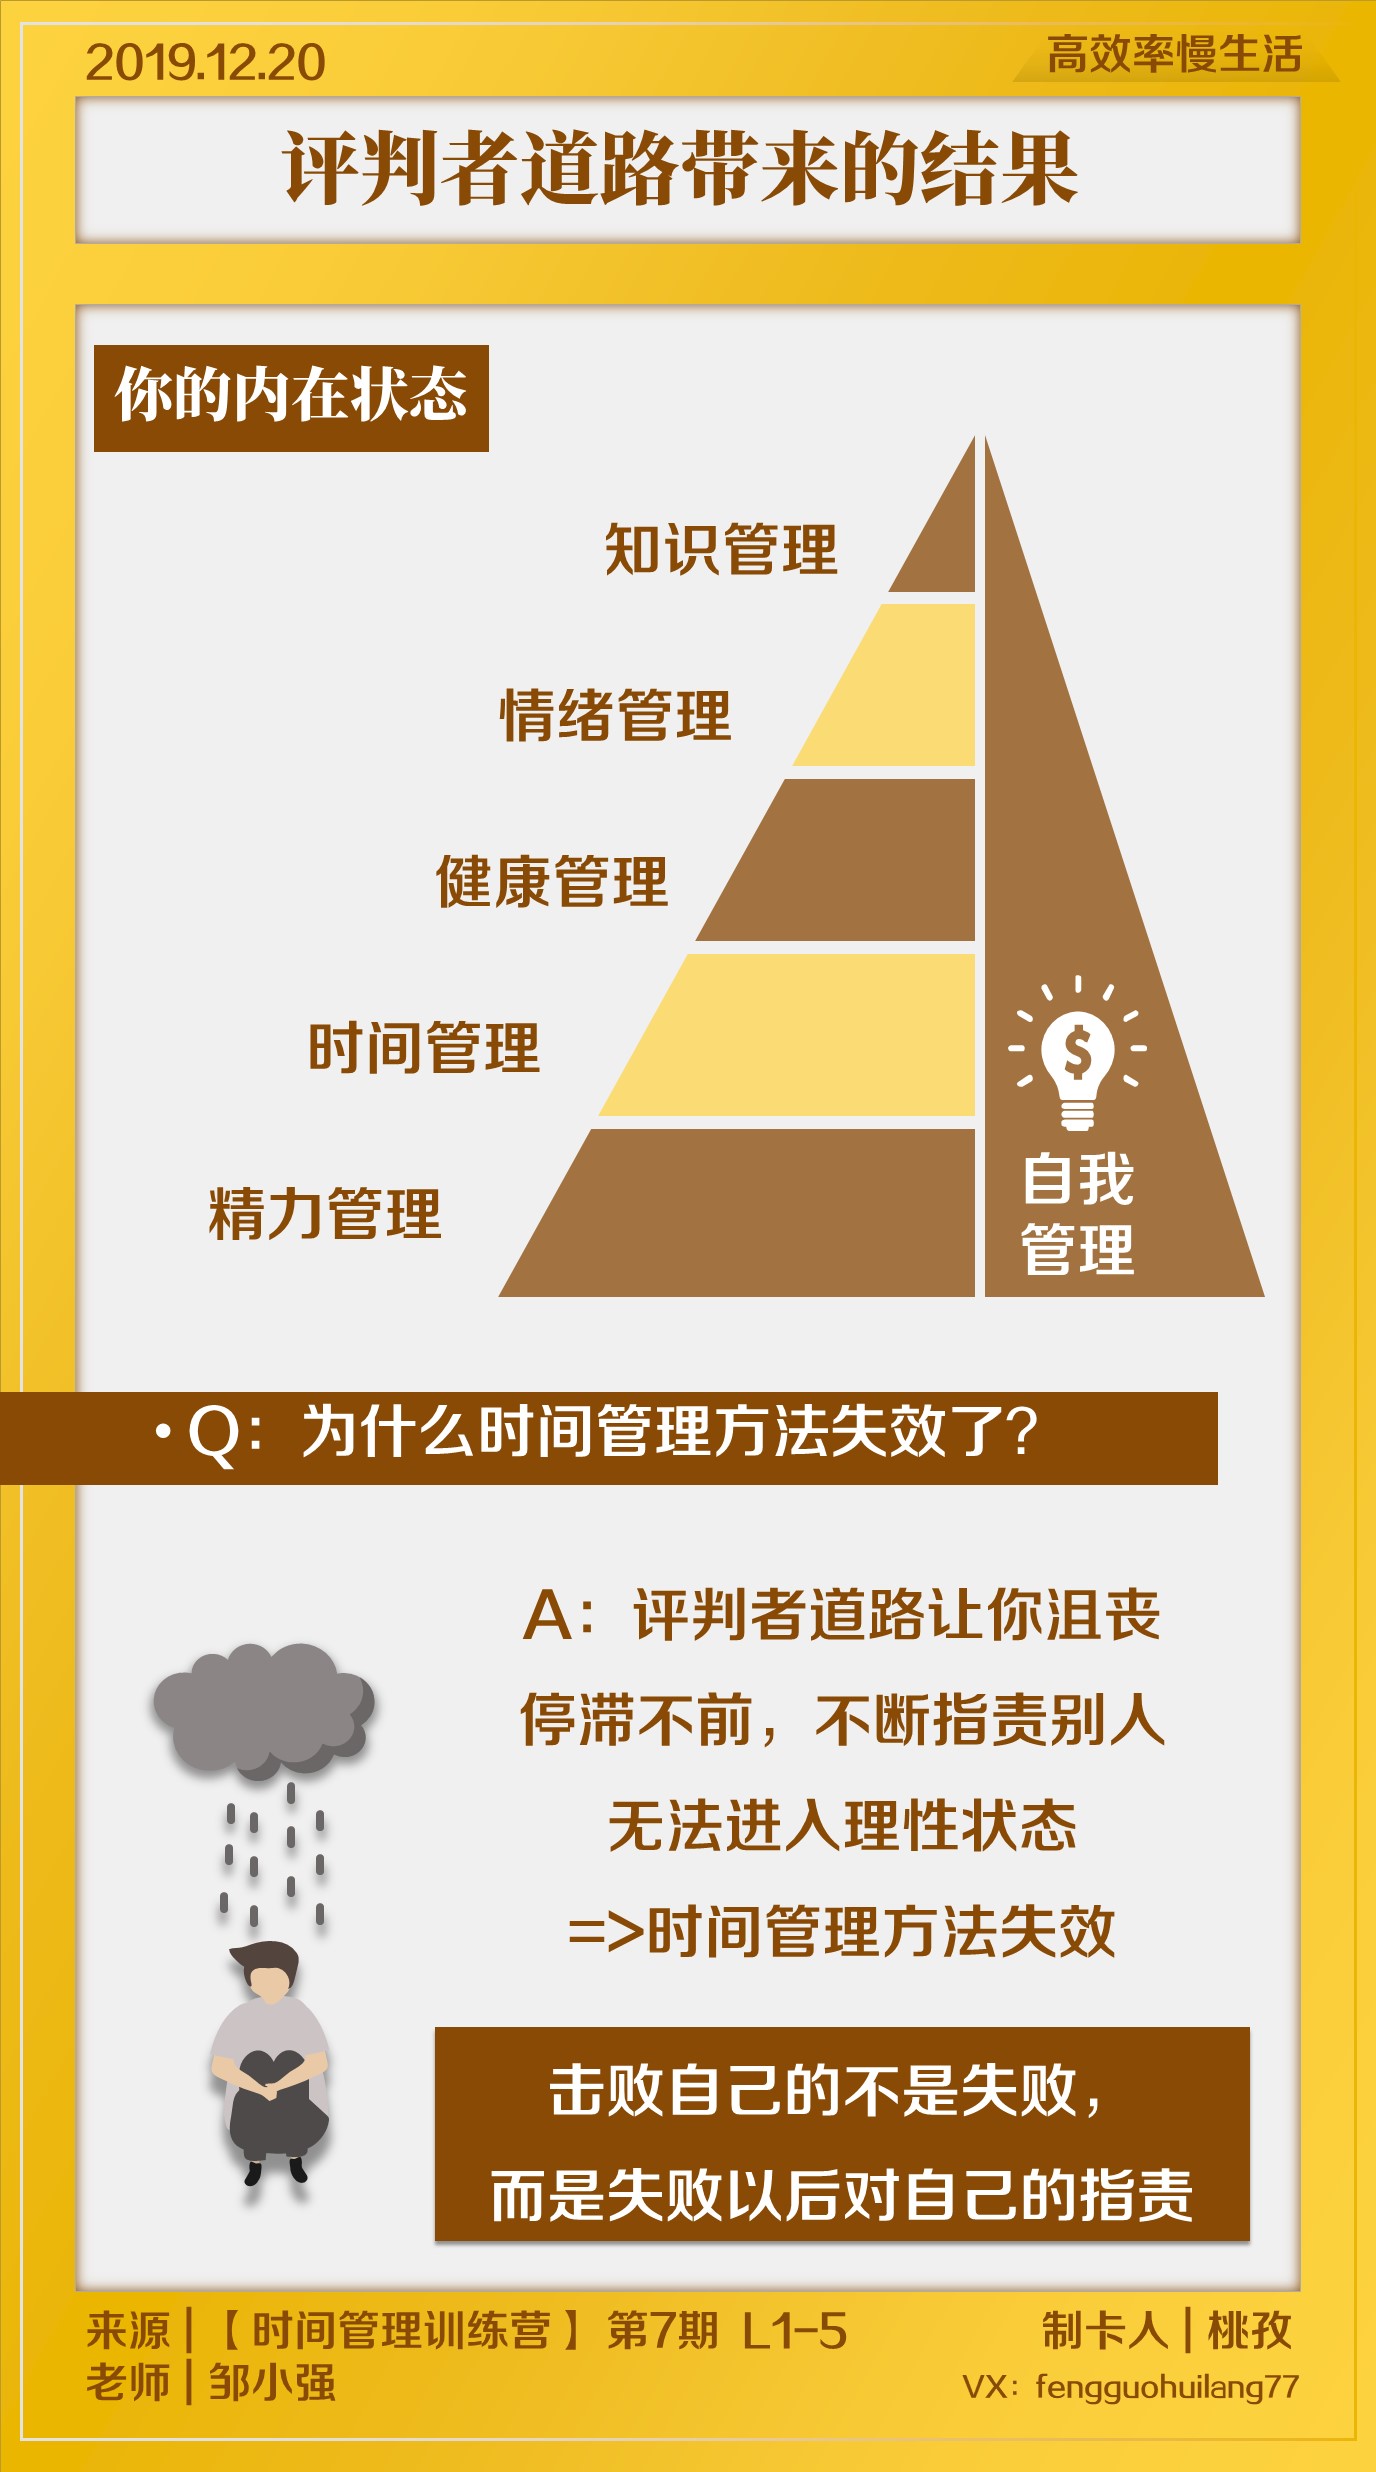 2019.12.20
高效率慢生活
评判者道路带来的结果
你的内在状态
知识管理
情绪管理
健康管理
时间管理
精力管理
$
自我
管理
• Q：为什么时间管理方法失效了？
A：评判者道路让你沮丧
停滞不前，不断指责别人
无法进入理性状态
=>时间管理方法失效
击败自己的不是失败，
而是失败以后对自己的指责
来源｜【时间管理训练营】第7期 L1-5
老师｜邹小强
制卡人｜桃孜
VX：fengguohuilang77